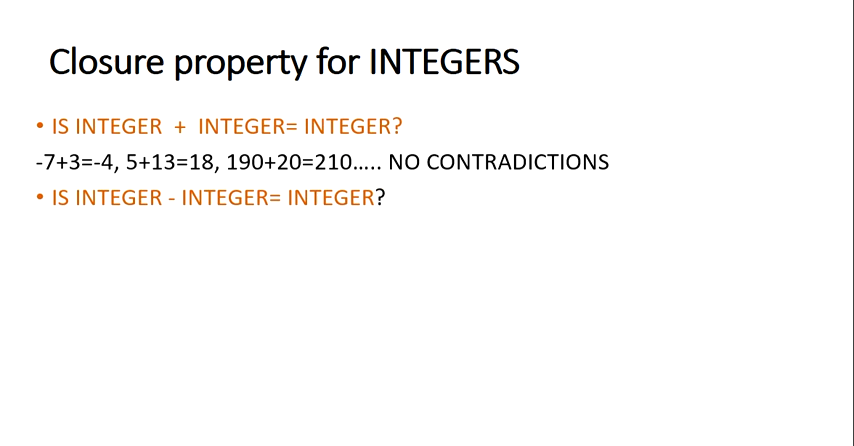 Closure property for INTEGERS
• IS INTEGER + INTEGER= INTEGER?
-7+3=-4, 5+13=18, 190+20=210..... NO CONTRADICTIONS
• IS INTEGER - INTEGER= INTEGER?